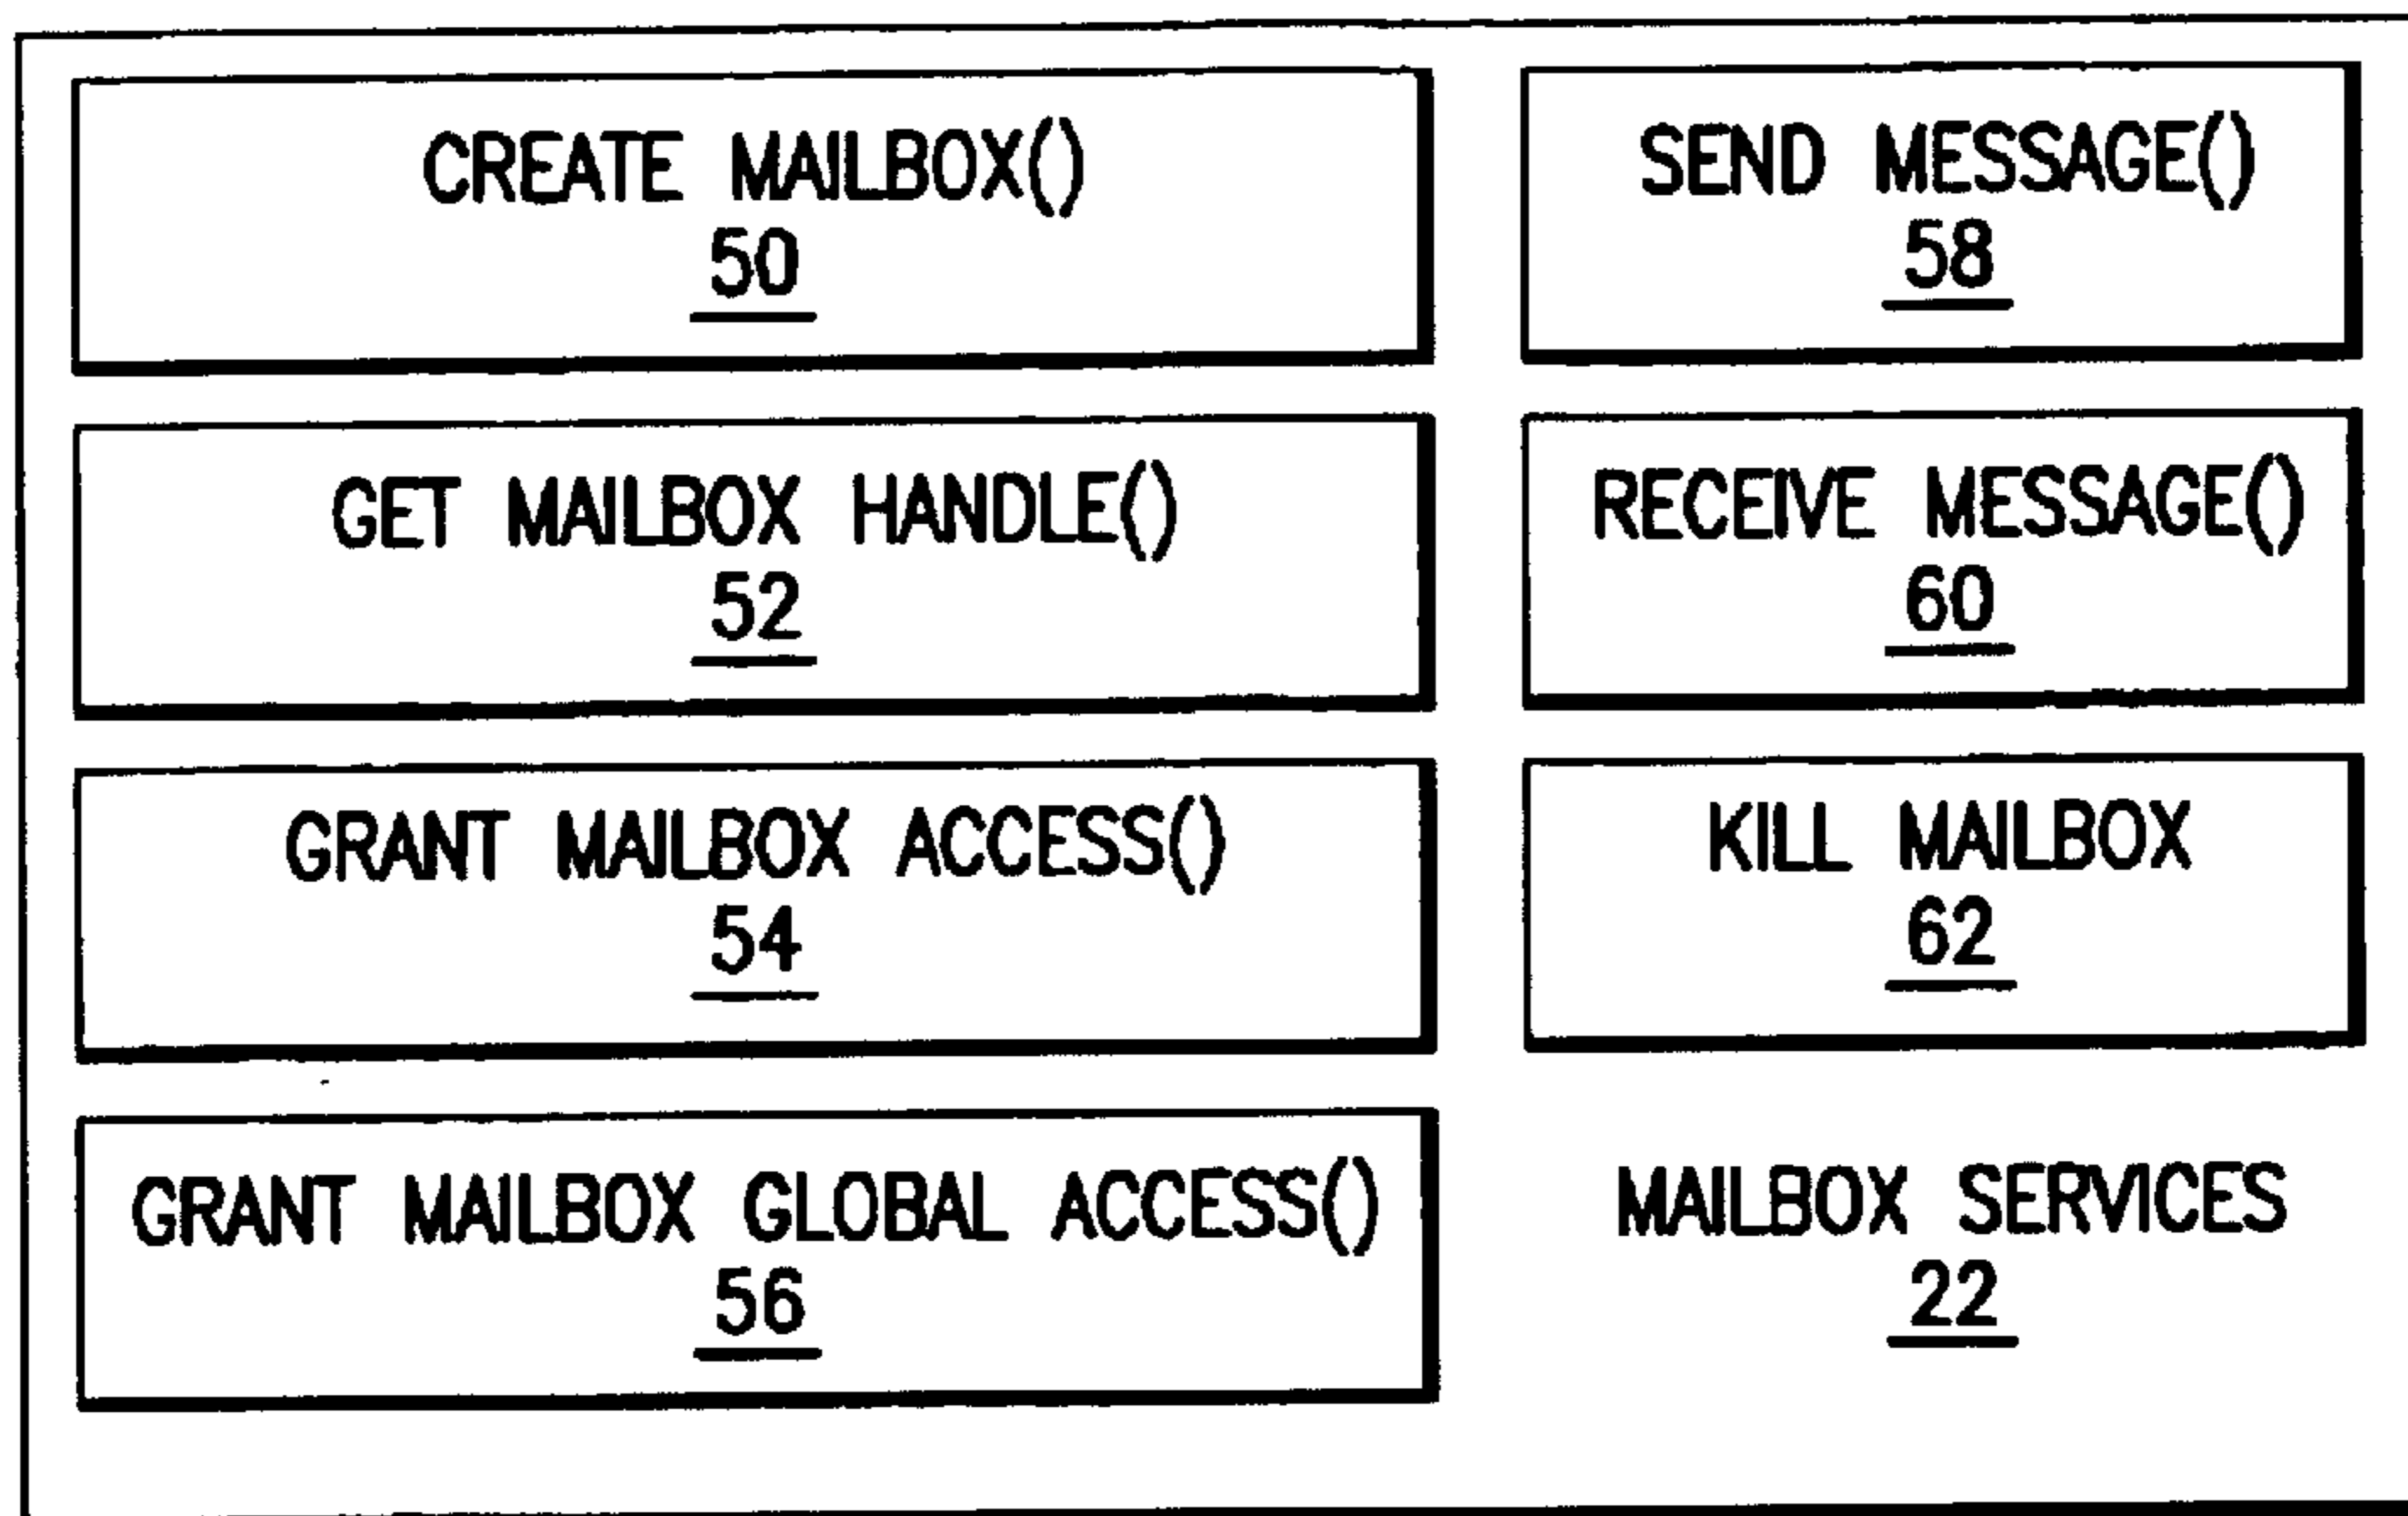 CREATE MAILBOX()
50
GET MAILBOX HANDLE()
52
GRANT MAILBOX ACCESS()
54
GRANT MAILBOX GLOBAL ACCESS()
56
SEND MESSAGE()
58
RECEIVE MESSAGE()
60
KILL MAILBOX
62
MAILBOX SERVICES
22